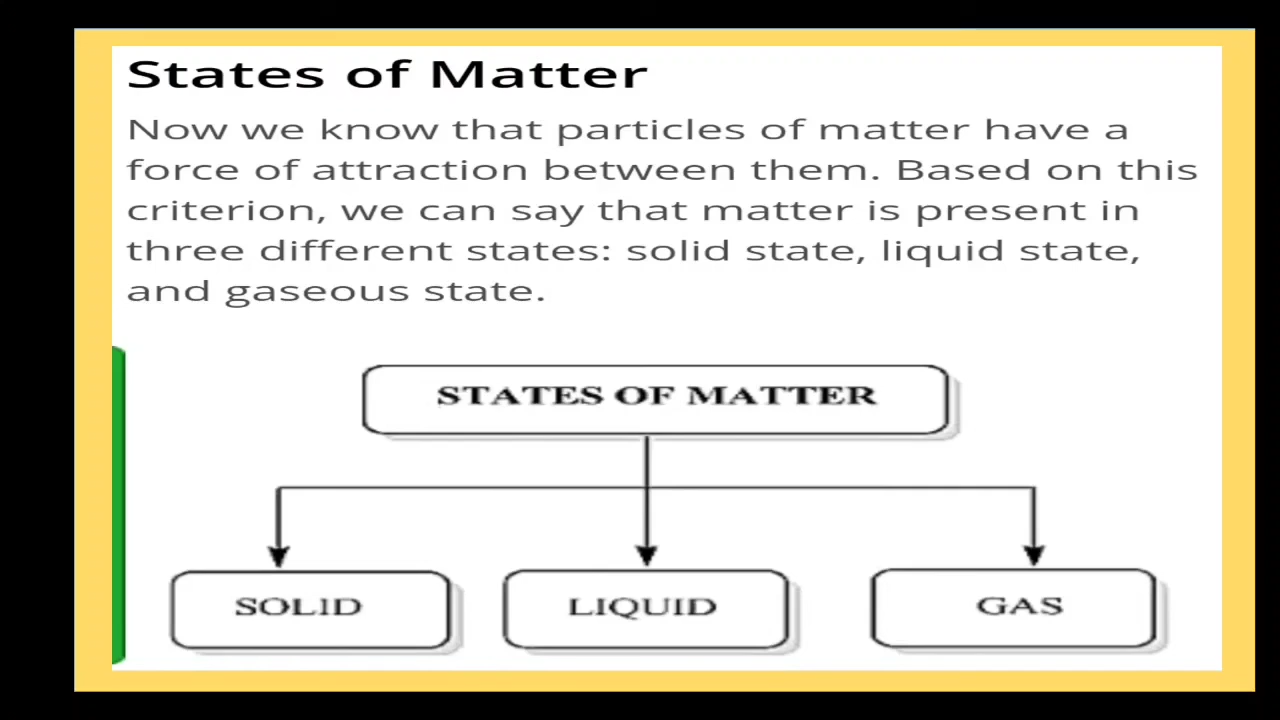 States of Matter
Now we know that particles of matter have a
force of attraction between them. Based on this
criterion, we can say that matter is present in
three different states: solid state, liquid state,
and gaseous state.
STATES OF MATTER
SOLID
LIQUID
GAS